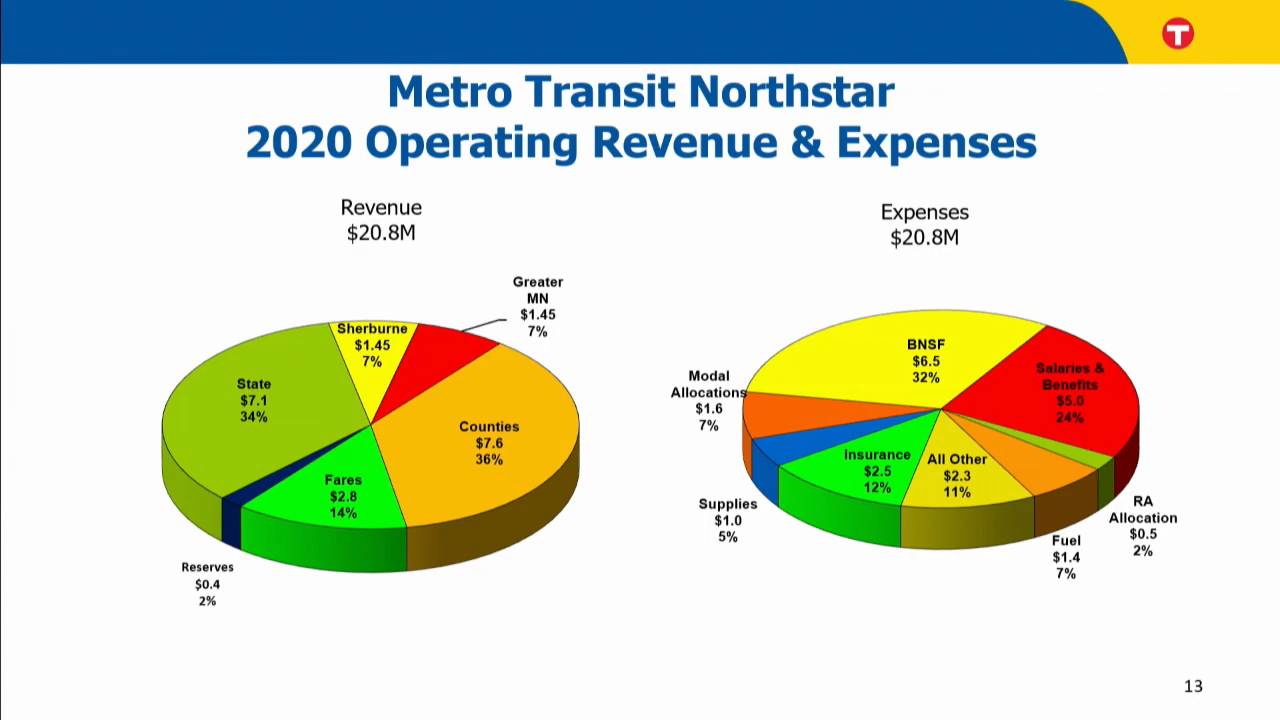 T
Metro Transit Northstar
2020 Operating Revenue & Expenses
Revenue
$20.8M
Greater
MN
$1.45
7%
Sherburne
$1.45
7%
State
$7.1
34%
Counties
$7.6
36%
Fares
$2.8
14%
Reserves
$0.4
2%
Expenses
$20.8M
BNSF
$6.5
32%
Salaries &
Benefits
$5.0
24%
Modal
Allocations
$1.6
7%
Insurance
$2.5
12%
All Other
$2.3
11%
Supplies
$1.0
5%
Fuel
$1.4
7%
RA
Allocation
$0.5
2%
13